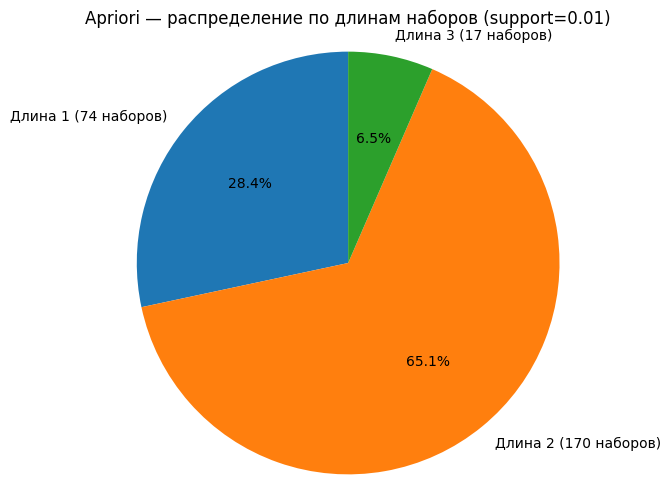 Apriori — распределение по длинам наборов (support=0.01)
Длина 3 (17 наборов)
Длина 1 (74 наборов)
6.5%
28.4%
65.1%
Длина 2 (170 наборов)